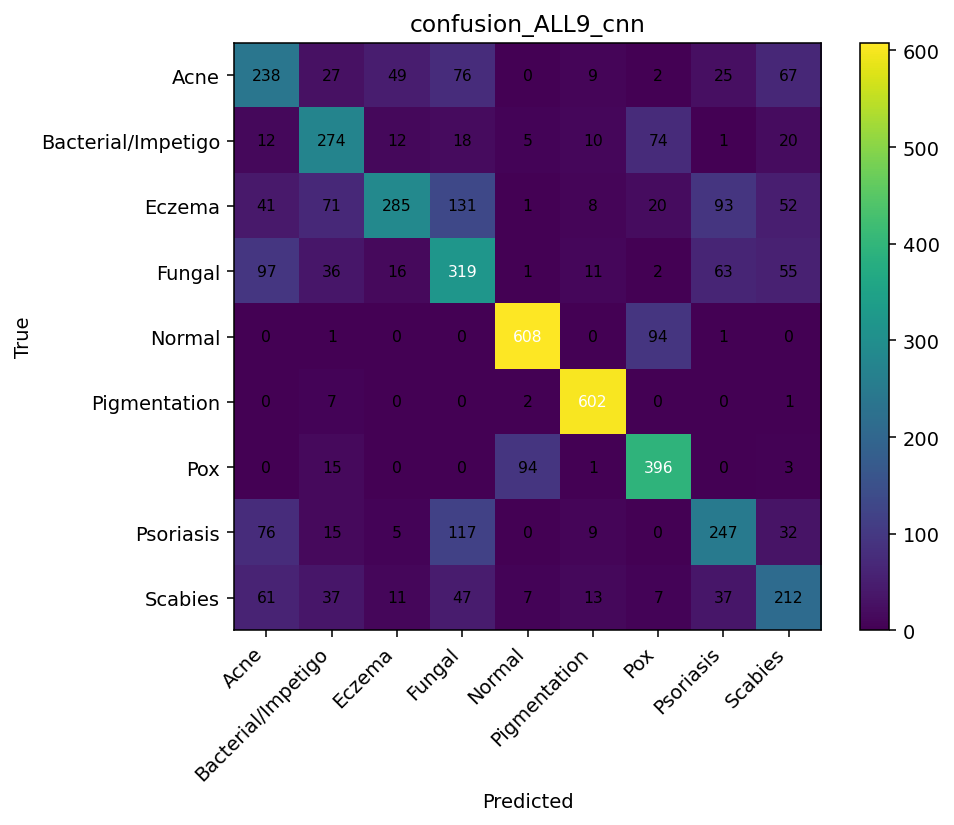 confusion_ALL9_cnn
Acne 238 27 49 76 0 9 2 25 67
Bacterial/Impetigo 12 274 12 18 5 10 74 1 20
Eczema 41 71 285 131 1 8 20 93 52
Fungal 97 36 16 319 1 11 2 63 55
Normal 0 1 0 0 608 0 94 1 0
Pigmentation 0 7 0 0 2 602 0 0 1
Pox 0 15 0 0 94 1 396 0 3
Psoriasis 76 15 5 117 0 9 0 247 32
Scabies 61 37 11 47 7 13 7 37 212
True
Acne Bacterial/Impetigo Eczema Fungal Normal Pigmentation Pox Psoriasis Scabies
Predicted
600
500
400
300
200
100
0